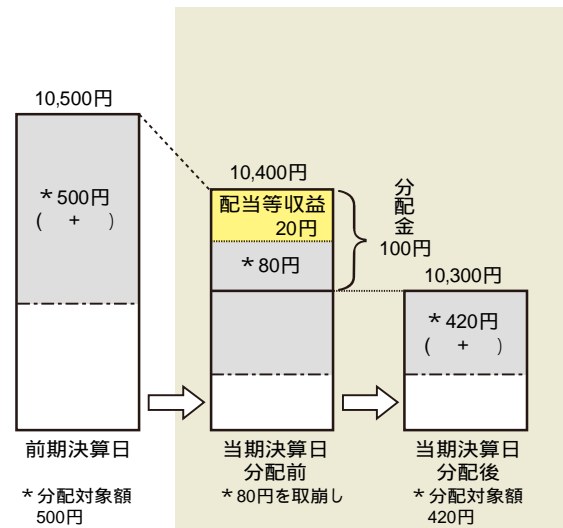 10,500円
*500円
( + )
前期決算日
*分配対象額
500円
10,400円
配当等収益
20円
*80円
分配金
100円
当期決算日
分配前
*80円を取崩し
10,300円
*420円
( + )
当期決算日
分配後
*分配対象額
420円